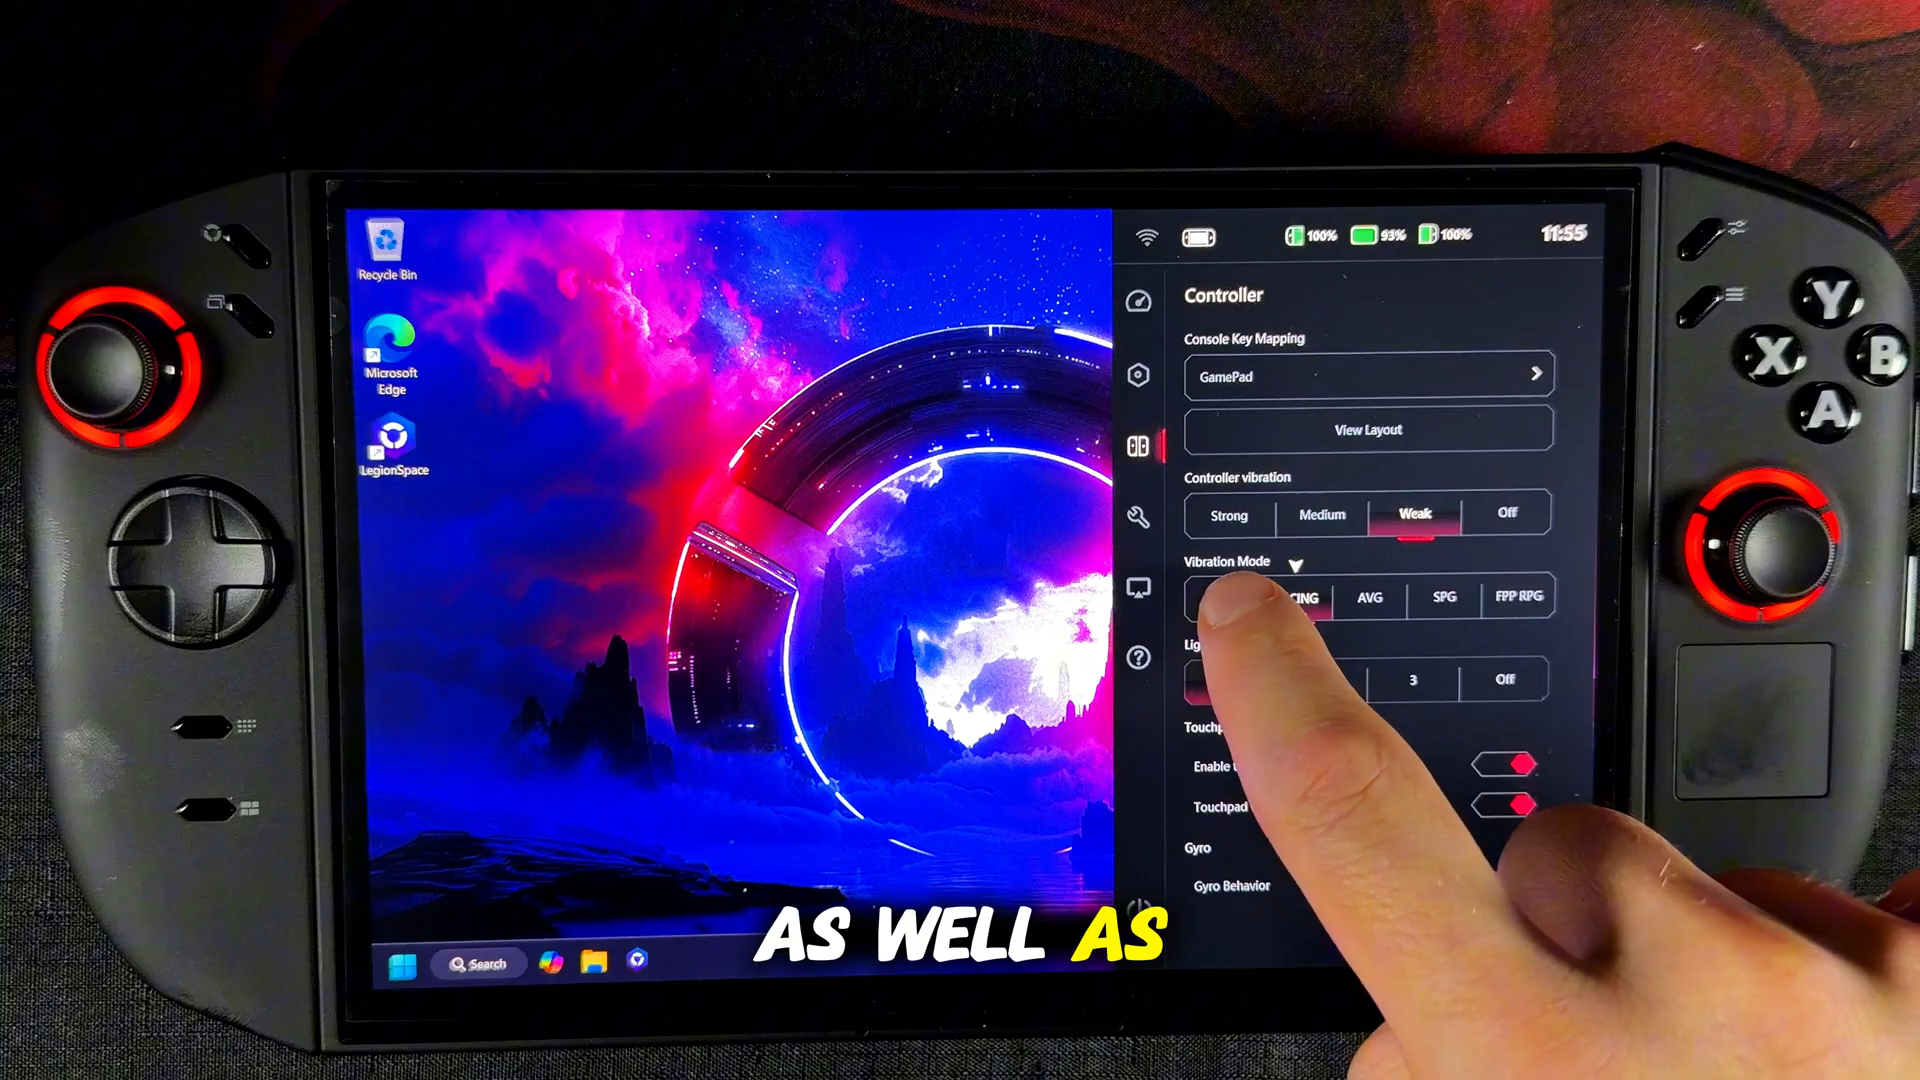 Recycle Bin
Microsoft
Edge
LegionSpace
Search
100%
93%
100%
11:55
Controller
Console Key Mapping
GamePad
View Layout
Controller vibration
Strong
Medium
Weak
Off
Vibration Mode
AVG
SPG
FPP RPG
3
Off
Enable
Touchpad
Gyro
Gyro Behavior
Y
X
B
A
AS WELL AS